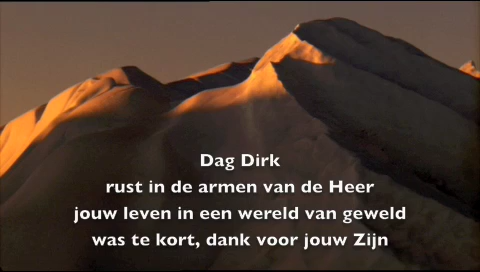 Dag Dirk
rust in de armen van de Heer
jouw leven in een wereld van geweld
was te kort, dank voor jouw Zijn